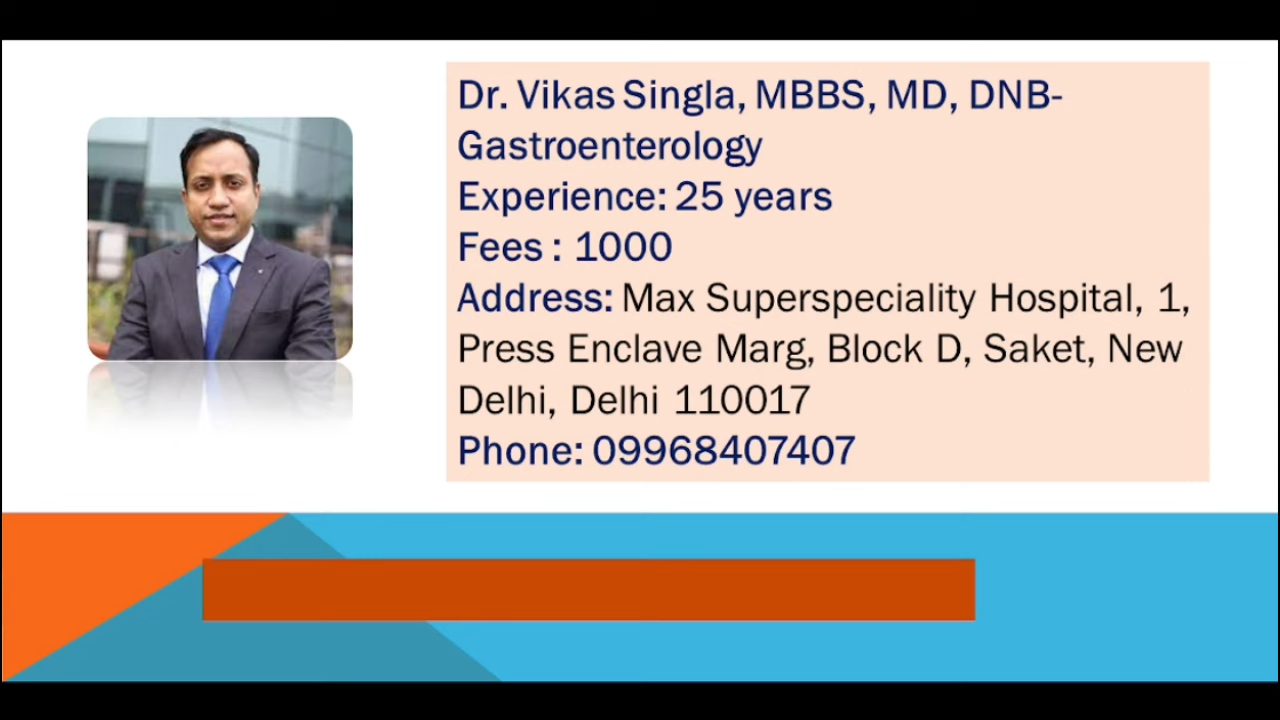 Dr. Vikas Singla, MBBS, MD, DNB-
Gastroenterology
Experience: 25 years
Fees : 1000
Address: Max Superspeciality Hospital, 1,
Press Enclave Marg, Block D, Saket, New
Delhi, Delhi 110017
Phone: 09968407407